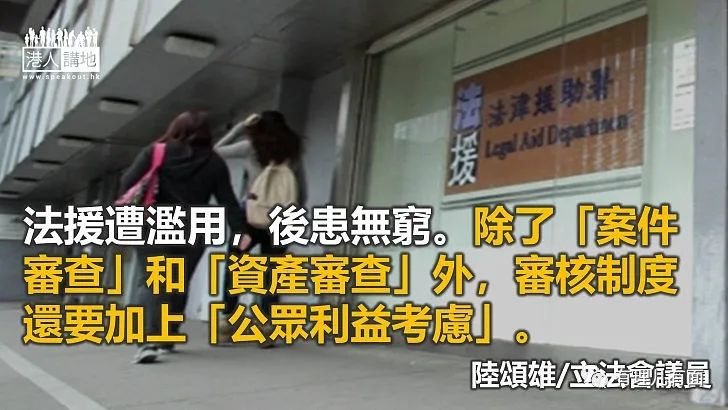 港人講地
www.speakout.hk
法援
法律援助署
Legal Aid Department
法援遭濫用，後患無窮。除了「案件
審查」和「資產審查」外，審核制度
還要加上「公眾利益考慮」。
陸頌雄/立法會議員